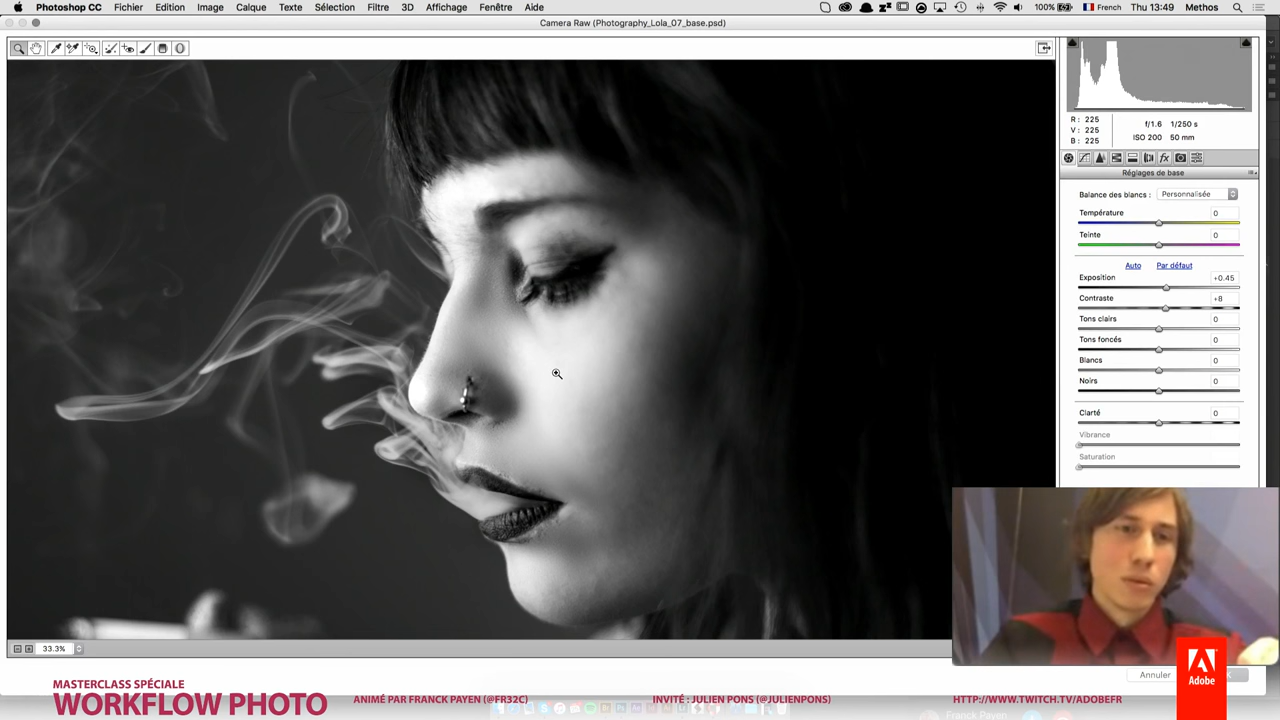 Photoshop CC Fichier Edition Image Calque Texte Sélection Filtre 3D Affichage Fenêtre Aide 100% French Thu 13:49 Methos
Camera Raw (Photography_Lola_07_base.psd)
R : 225
V : 225
B : 225
f/1.6 1/250 s
ISO 200 50 mm
Réglages de base
Balance des blancs : Personnalisée
Température 0
Teinte 0
Auto Par défaut
Exposition +0.45
Contraste +8
Tons clairs 0
Tons foncés 0
Blancs 0
Noirs 0
Clarté 0
Vibrance
Saturation
33.3%
Annuler
Adobe
MASTERCLASS SPÉCIALE
WORKFLOW PHOTO
ANIMÉ PAR FRANCK PAYEN (@FR32C)
INVITÉ : JULIEN PONS (@JULIENPONS)
HTTP://WWW.TWITCH.TV/ADOBEFR
Franck Payen